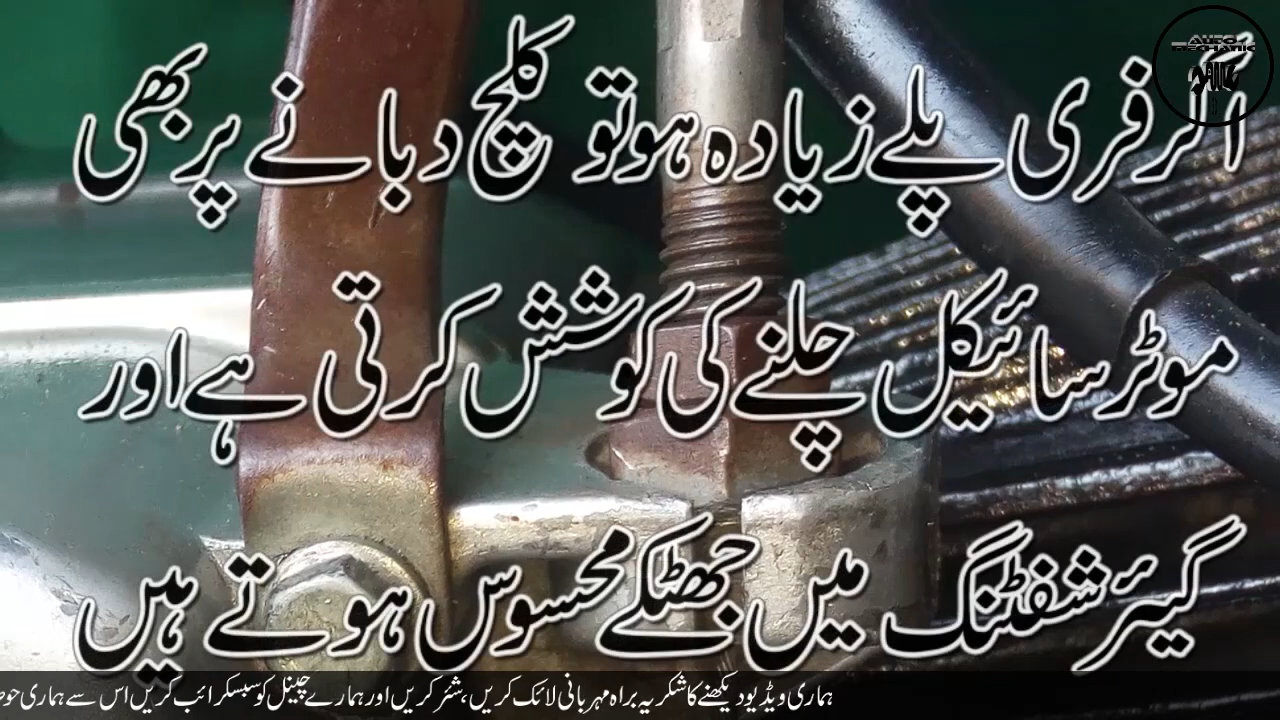 AUTO
MECHANIC
اگر فری پلے زیادہ ہو تو کلچ دبانے پر بھی
موٹر سائیکل چلنے کی کوشش کرتی ہے اور
گیئر شفٹنگ میں جھٹکے محسوس ہوتے ہیں
ہماری ویڈیو دیکھنے کا شکریہ براہ مہربانی لائک کریں، شئر کریں اور ہمارے چینل کو سبسکرائب کریں اس سے ہماری